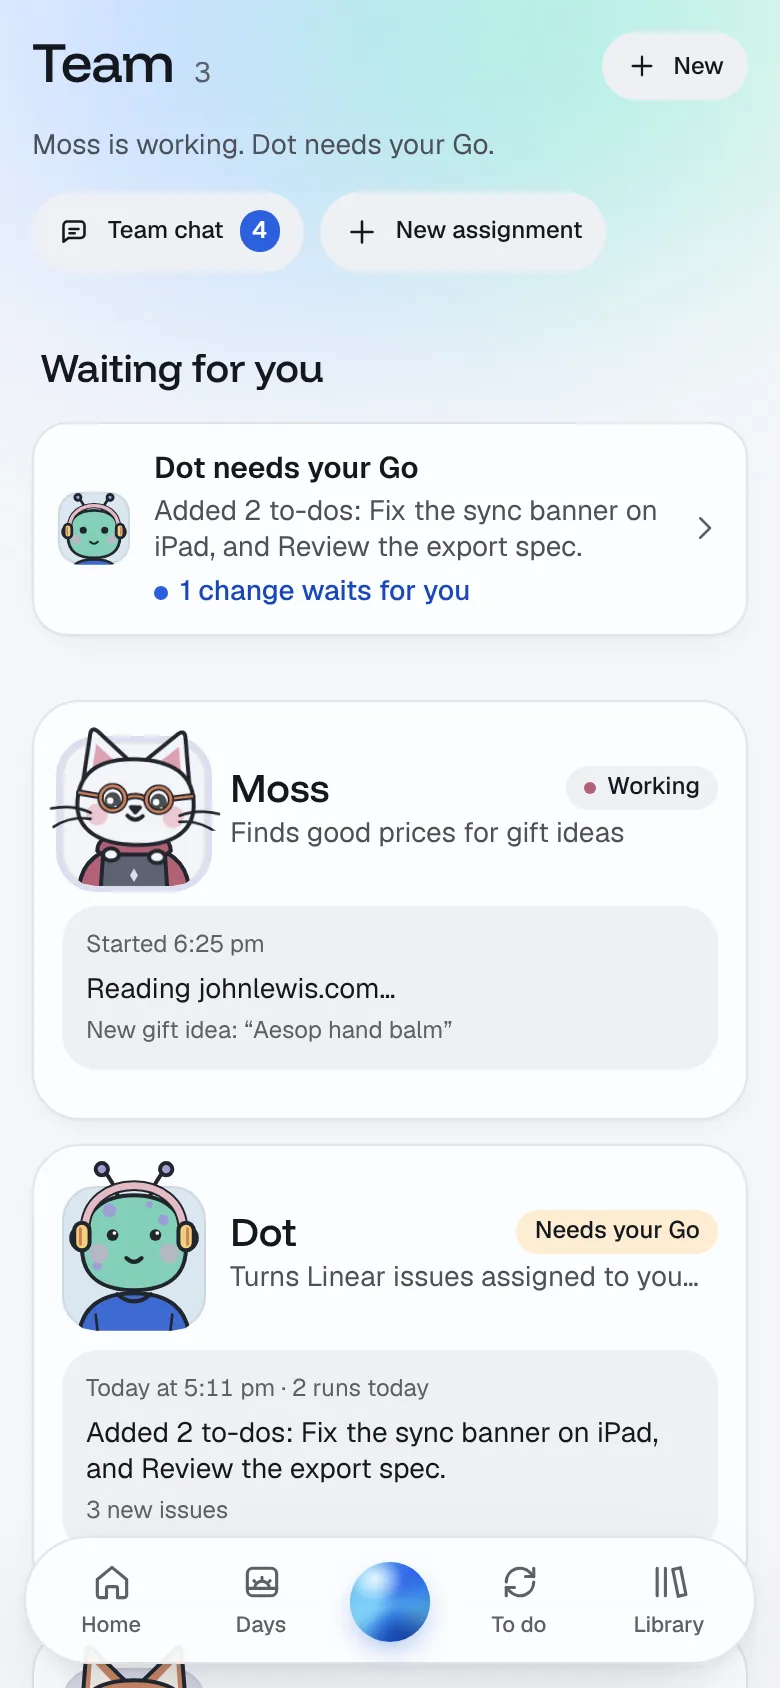 Team 3
New
Moss is working. Dot needs your Go.
Team chat 4
New assignment
Waiting for you
Dot needs your Go
Added 2 to-dos: Fix the sync banner on
iPad, and Review the export spec.
1 change waits for you
Moss
Working
Finds good prices for gift ideas
Started 6:25 pm
Reading johnlewis.com...
New gift idea: “Aesop hand balm”
Dot
Needs your Go
Turns Linear issues assigned to you...
Today at 5:11 pm · 2 runs today
Added 2 to-dos: Fix the sync banner on iPad,
and Review the export spec.
3 new issues
Home
Days
To do
Library